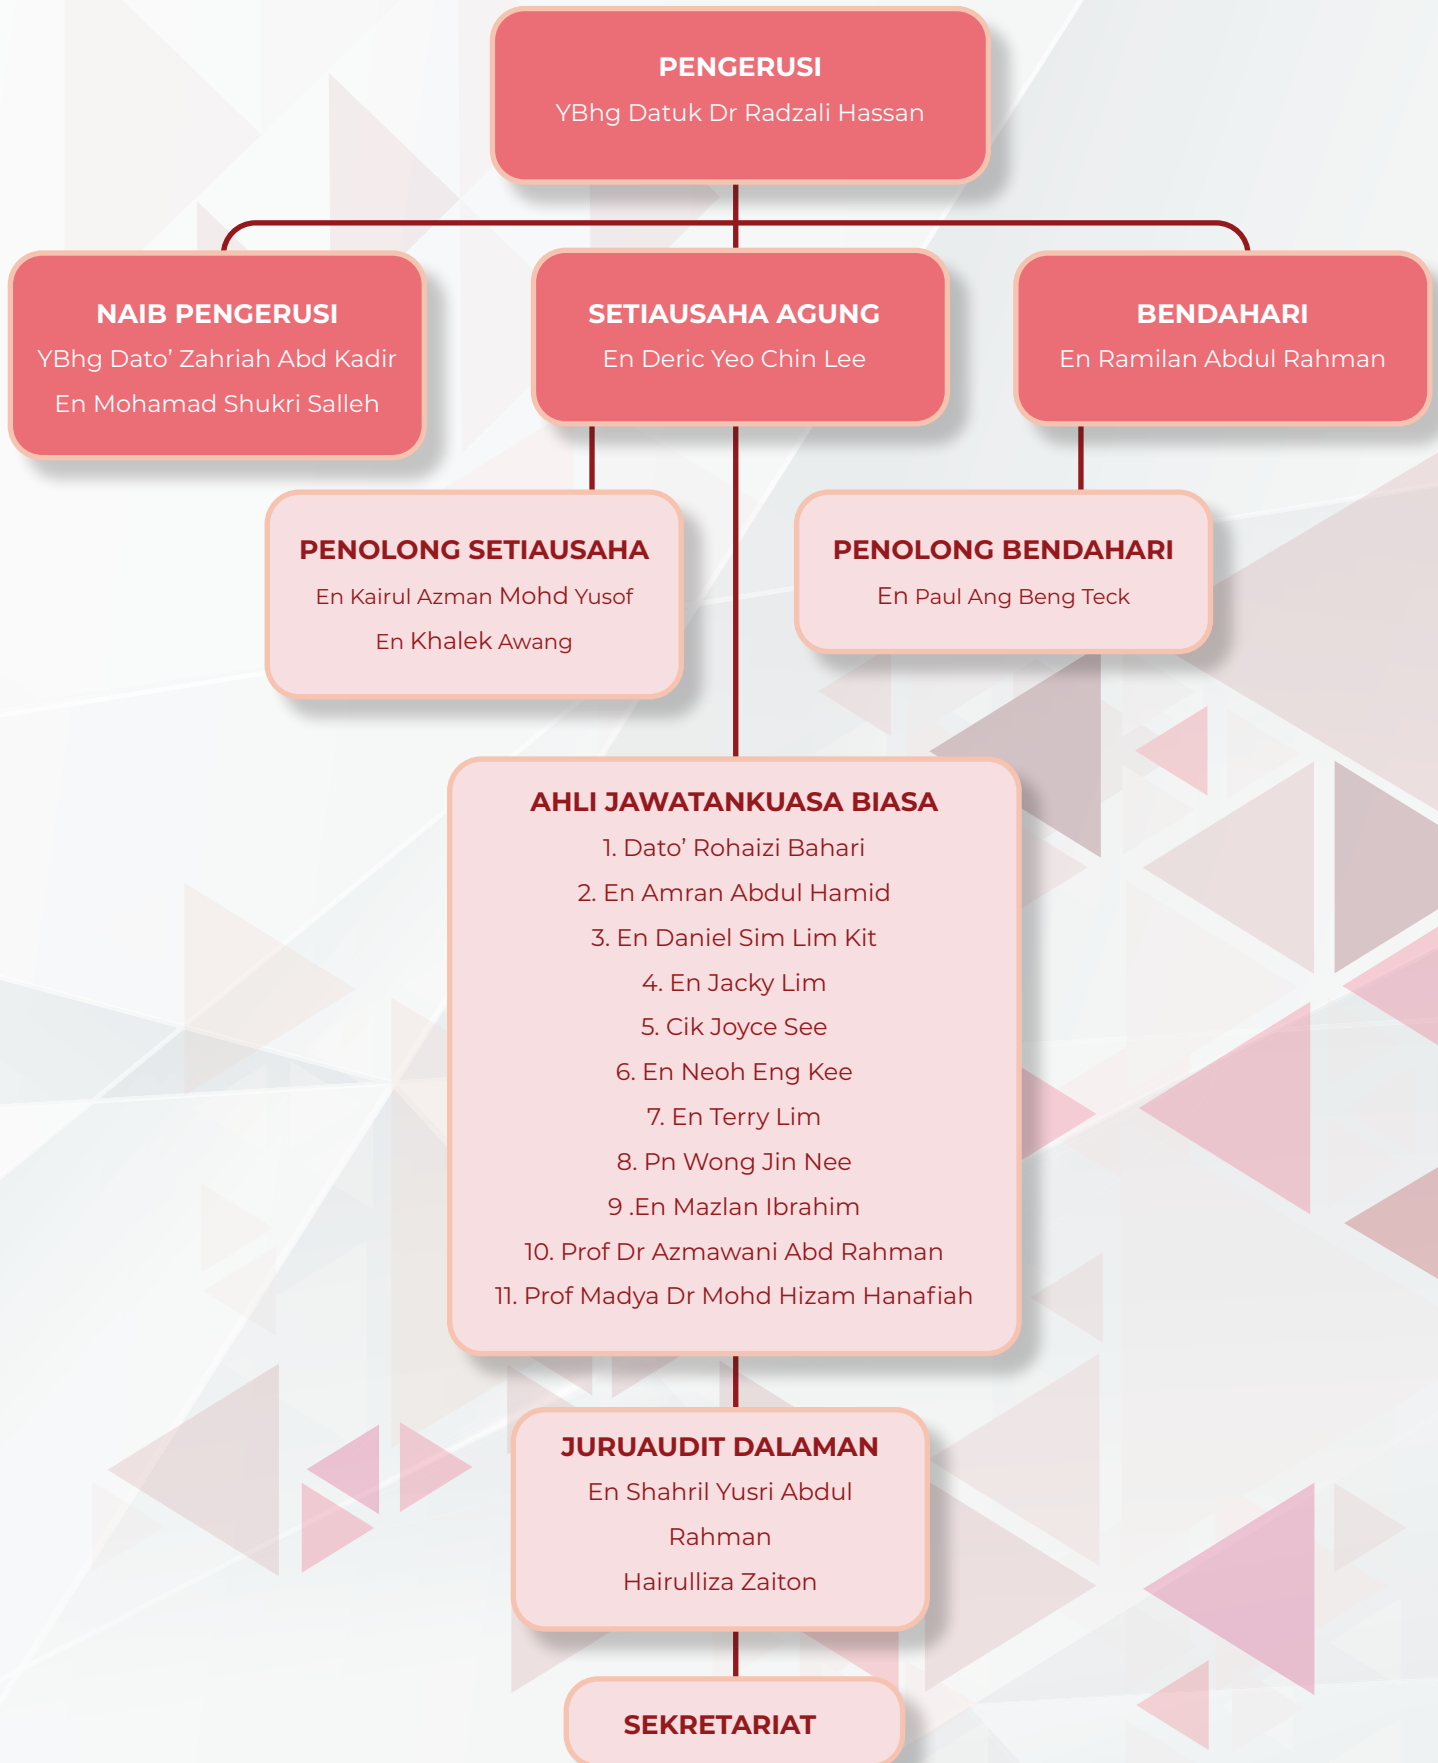 PENGERUSI
YBhg Datuk Dr Radzali Hassan
NAIB PENGERUSI
YBhg Dato’ Zahriah Abd Kadir
En Mohamad Shukri Salleh
SETIAUSAHA AGUNG
En Deric Yeo Chin Lee
BENDAHARI
En Ramilan Abdul Rahman
PENOLONG SETIAUSAHA
En Kairul Azman Mohd Yusof
En Khalek Awang
PENOLONG BENDAHARI
En Paul Ang Beng Teck
AHLI JAWATANKUASA BIASA
1. Dato’ Rohaizi Bahari
2. En Amran Abdul Hamid
3. En Daniel Sim Lim Kit
4. En Jacky Lim
5. Cik Joyce See
6. En Neoh Eng Kee
7. En Terry Lim
8. Pn Wong Jin Nee
9 .En Mazlan Ibrahim
10. Prof Dr Azmawani Abd Rahman
11. Prof Madya Dr Mohd Hizam Hanafiah
JURUAUDIT DALAMAN
En Shahril Yusri Abdul
Rahman
Hairulliza Zaiton
SEKRETARIAT